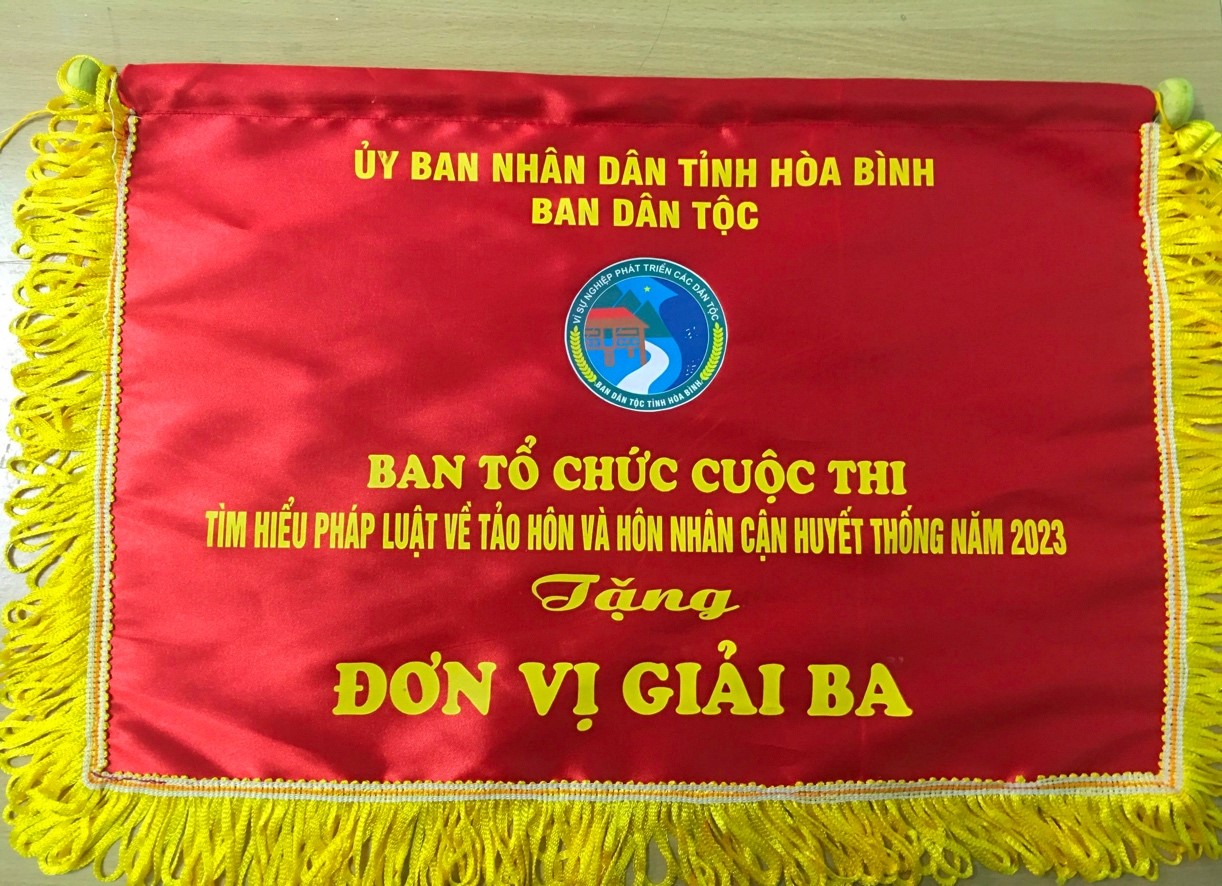 ỦY BAN NHÂN DÂN TỈNH HÒA BÌNH
BAN DÂN TỘC
VÌ SỰ NGHIỆP PHÁT TRIỂN CÁC DÂN TỘC
BAN DÂN TỘC TỈNH HÒA BÌNH
BAN TỔ CHỨC CUỘC THI
TÌM HIỂU PHÁP LUẬT VỀ TẢO HÔN VÀ HÔN NHÂN CẬN HUYẾT THỐNG NĂM 2023
Tặng
ĐƠN VỊ GIẢI BA